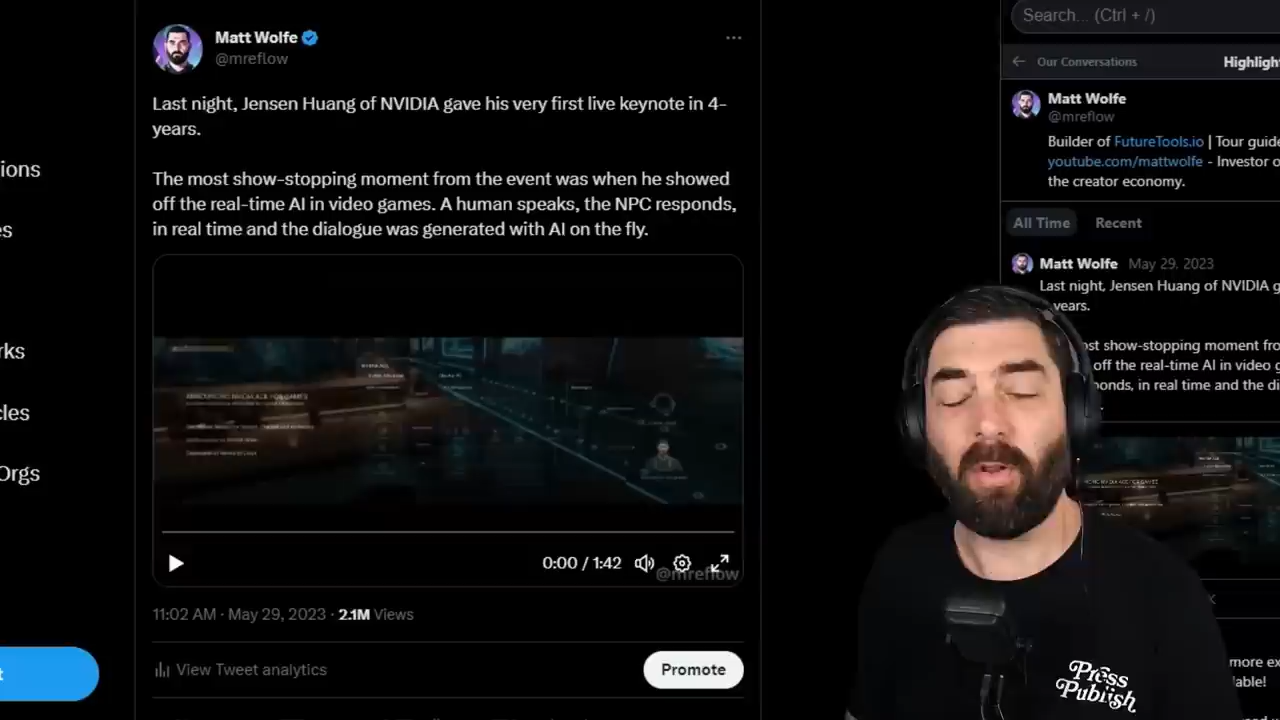 Matt Wolfe
@mreflow
Last night, Jensen Huang of NVIDIA gave his very first live keynote in 4-
years.
The most show-stopping moment from the event was when he showed
off the real-time AI in video games. A human speaks, the NPC responds,
in real time and the dialogue was generated with AI on the fly.
0:00 / 1:42
@mreflow
11:02 AM · May 29, 2023 · 2.1M Views
View Tweet analytics
Promote
ions
es
rks
cles
Orgs
t
Search... (Ctrl + /)
Our Conversations
Highligh
Matt Wolfe
@mreflow
Builder of FutureTools.io | Tour guide
youtube.com/mattwolfe - Investor o
the creator economy.
All Time Recent
Matt Wolfe May 29, 2023
Last night, Jensen Huang of NVIDIA g
years.
ost show-stopping moment fro
off the real-time AI in video g
onds, in real time and the di
more ex
lable!
Press
Publish